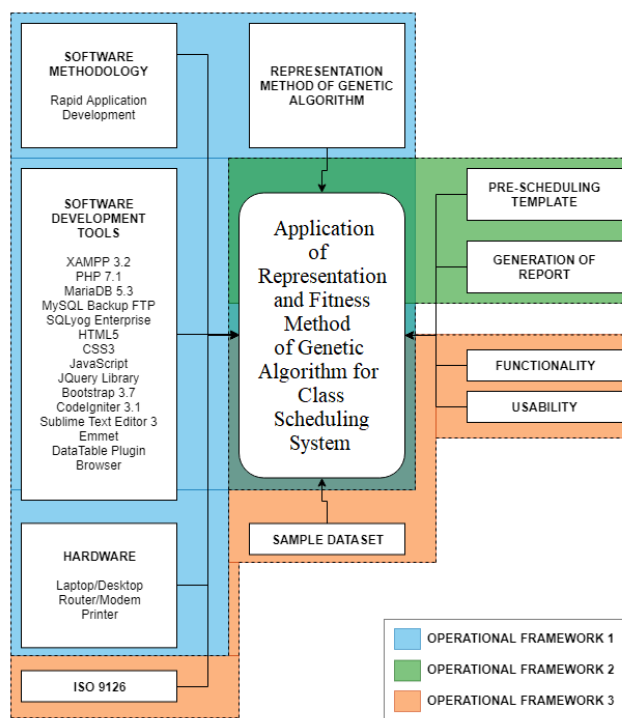 SOFTWARE
METHODOLOGY
Rapid Application
Development
REPRESENTATION
METHOD OF GENETIC
ALGORITHM
SOFTWARE
DEVELOPMENT
TOOLS
XAMPP 3.2
PHP 7.1
MariaDB 5.3
MySQL Backup FTP
SQLyog Enterprise
HTML5
CSS3
JavaScript
JQuery Library
Bootstrap 3.7
CodeIgniter 3.1
Sublime Text Editor 3
Emmet
DataTable Plugin
Browser
Application
of
Representation
and Fitness
Method
of Genetic
Algorithm for
Class
Scheduling
System
PRE-SCHEDULING
TEMPLATE
GENERATION OF
REPORT
FUNCTIONALITY
USABILITY
SAMPLE DATASET
HARDWARE
Laptop/Desktop
Router/Modem
Printer
ISO 9126
OPERATIONAL FRAMEWORK 1
OPERATIONAL FRAMEWORK 2
OPERATIONAL FRAMEWORK 3